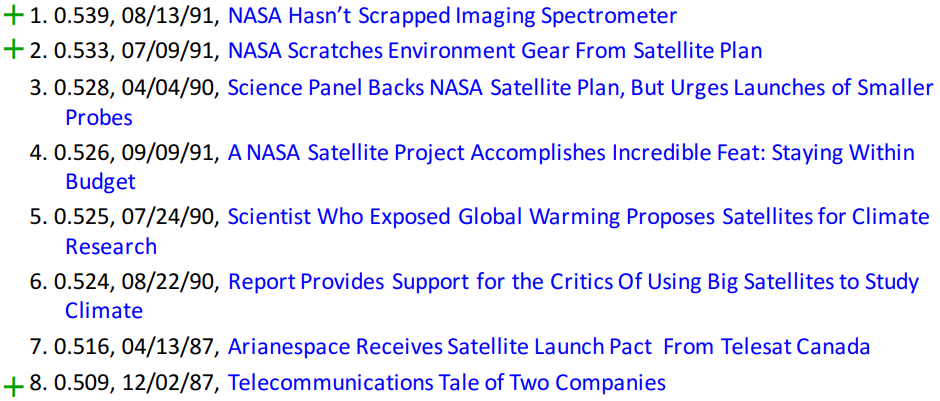 + 1. 0.539, 08/13/91, NASA Hasn’t Scrapped Imaging Spectrometer
+ 2. 0.533, 07/09/91, NASA Scratches Environment Gear From Satellite Plan
3. 0.528, 04/04/90, Science Panel Backs NASA Satellite Plan, But Urges Launches of Smaller
Probes
4. 0.526, 09/09/91, A NASA Satellite Project Accomplishes Incredible Feat: Staying Within
Budget
5. 0.525, 07/24/90, Scientist Who Exposed Global Warming Proposes Satellites for Climate
Research
6. 0.524, 08/22/90, Report Provides Support for the Critics Of Using Big Satellites to Study
Climate
7. 0.516, 04/13/87, Arianespace Receives Satellite Launch Pact From Telesat Canada
+ 8. 0.509, 12/02/87, Telecommunications Tale of Two Companies